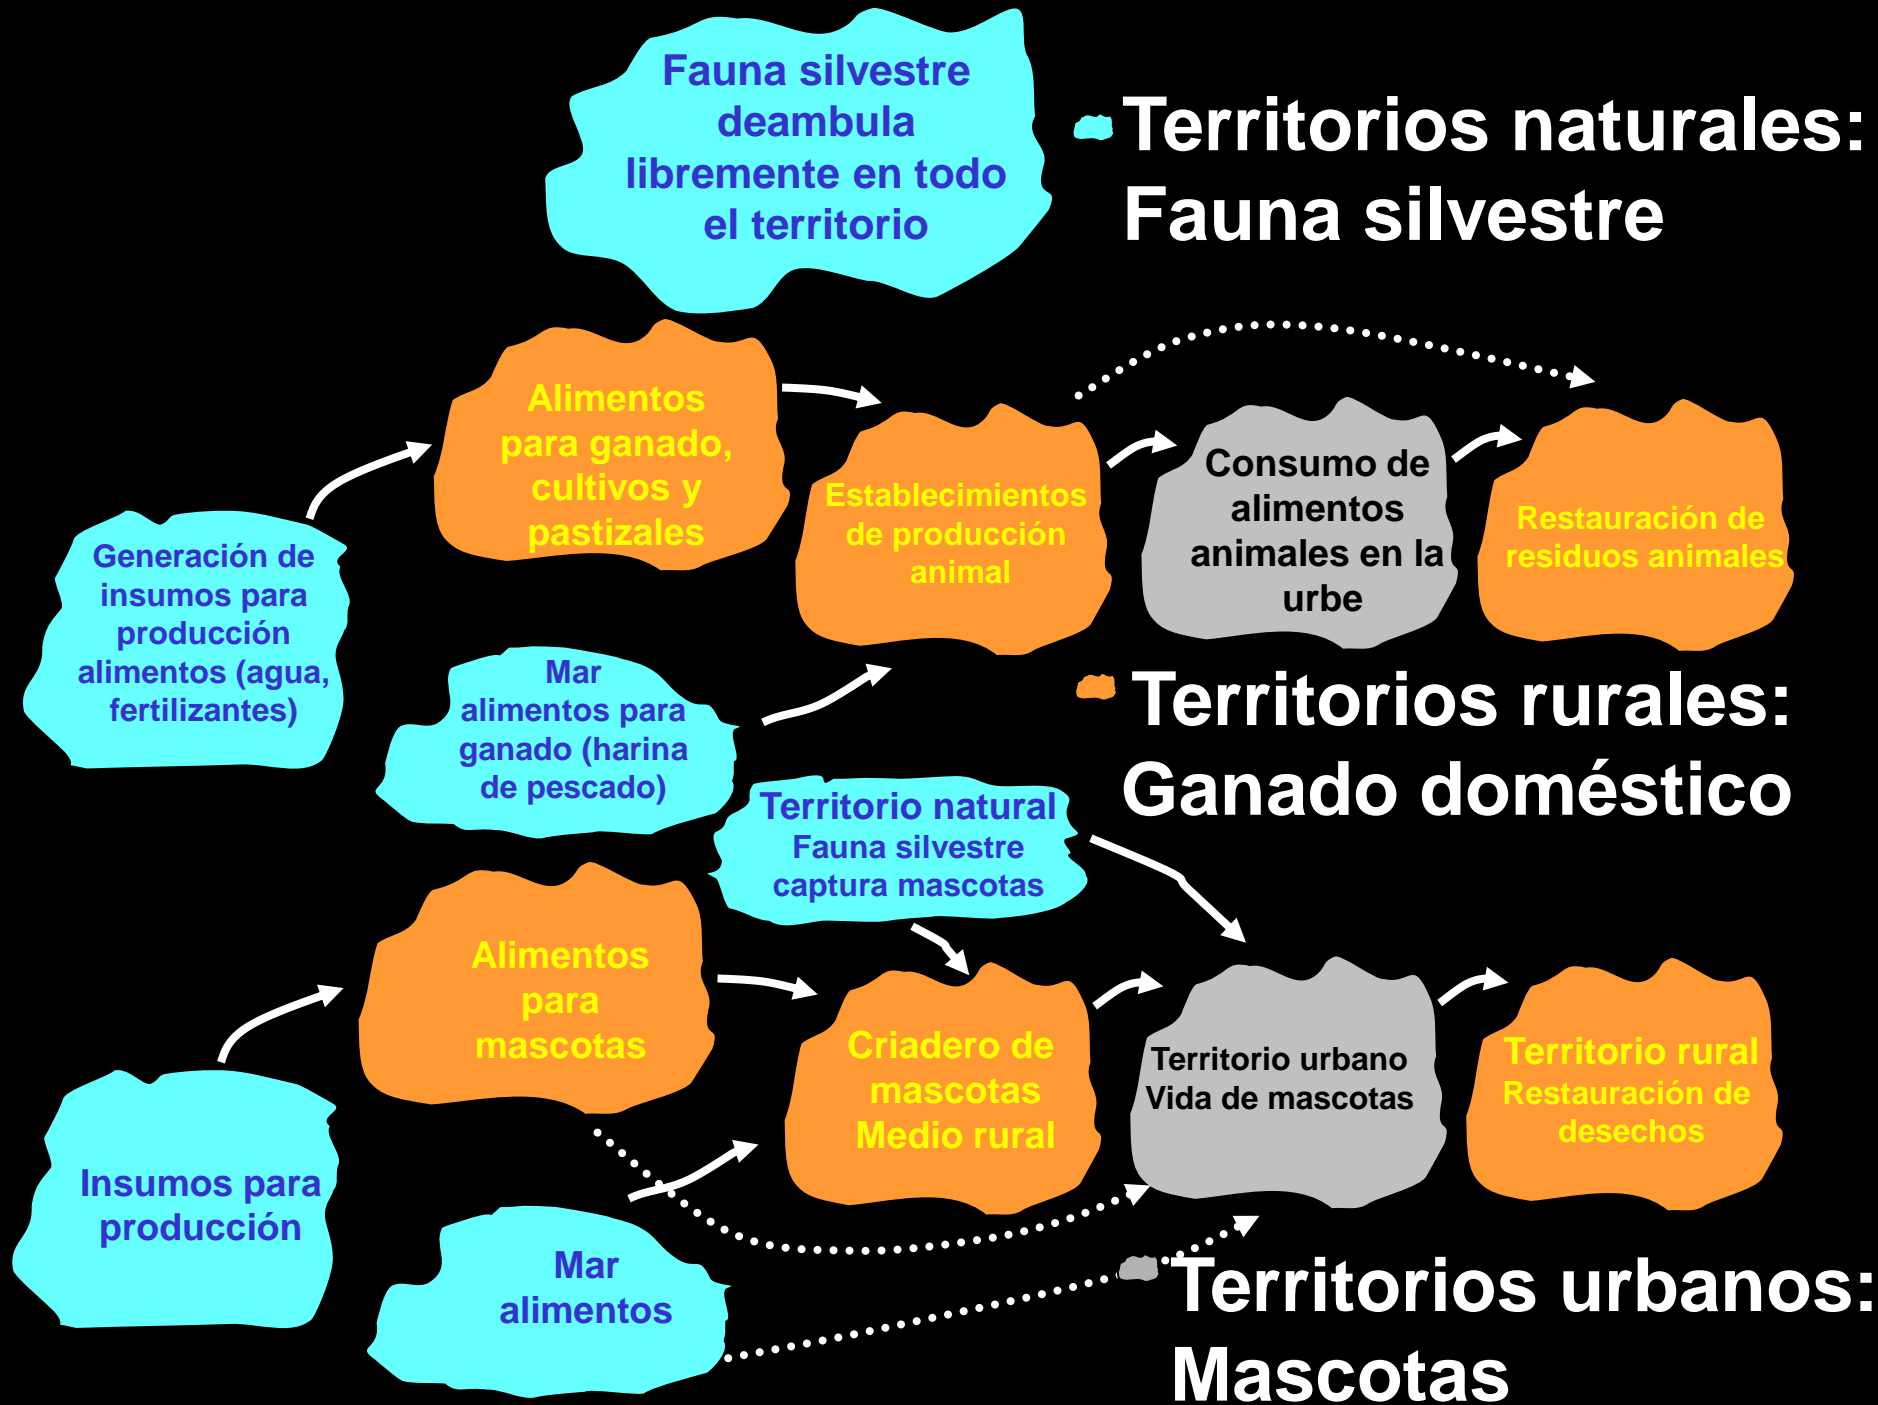 Fauna silvestre
deambula
libremente en todo
el territorio
Territorios naturales:
Fauna silvestre
Alimentos
para ganado,
cultivos y
pastizales
Establecimientos
de producción
animal
Consumo de
alimentos
animales en la
urbe
Restauración de
residuos animales
Generación de
insumos para
producción
alimentos (agua,
fertilizantes)
Mar
alimentos para
ganado (harina
de pescado)
Territorios rurales:
Ganado doméstico
Territorio natural
Fauna silvestre
captura mascotas
Alimentos
para
mascotas
Criadero de
mascotas
Medio rural
Territorio urbano
Vida de mascotas
Territorio rural
Restauración de
desechos
Insumos para
producción
Mar
alimentos
Territorios urbanos:
Mascotas